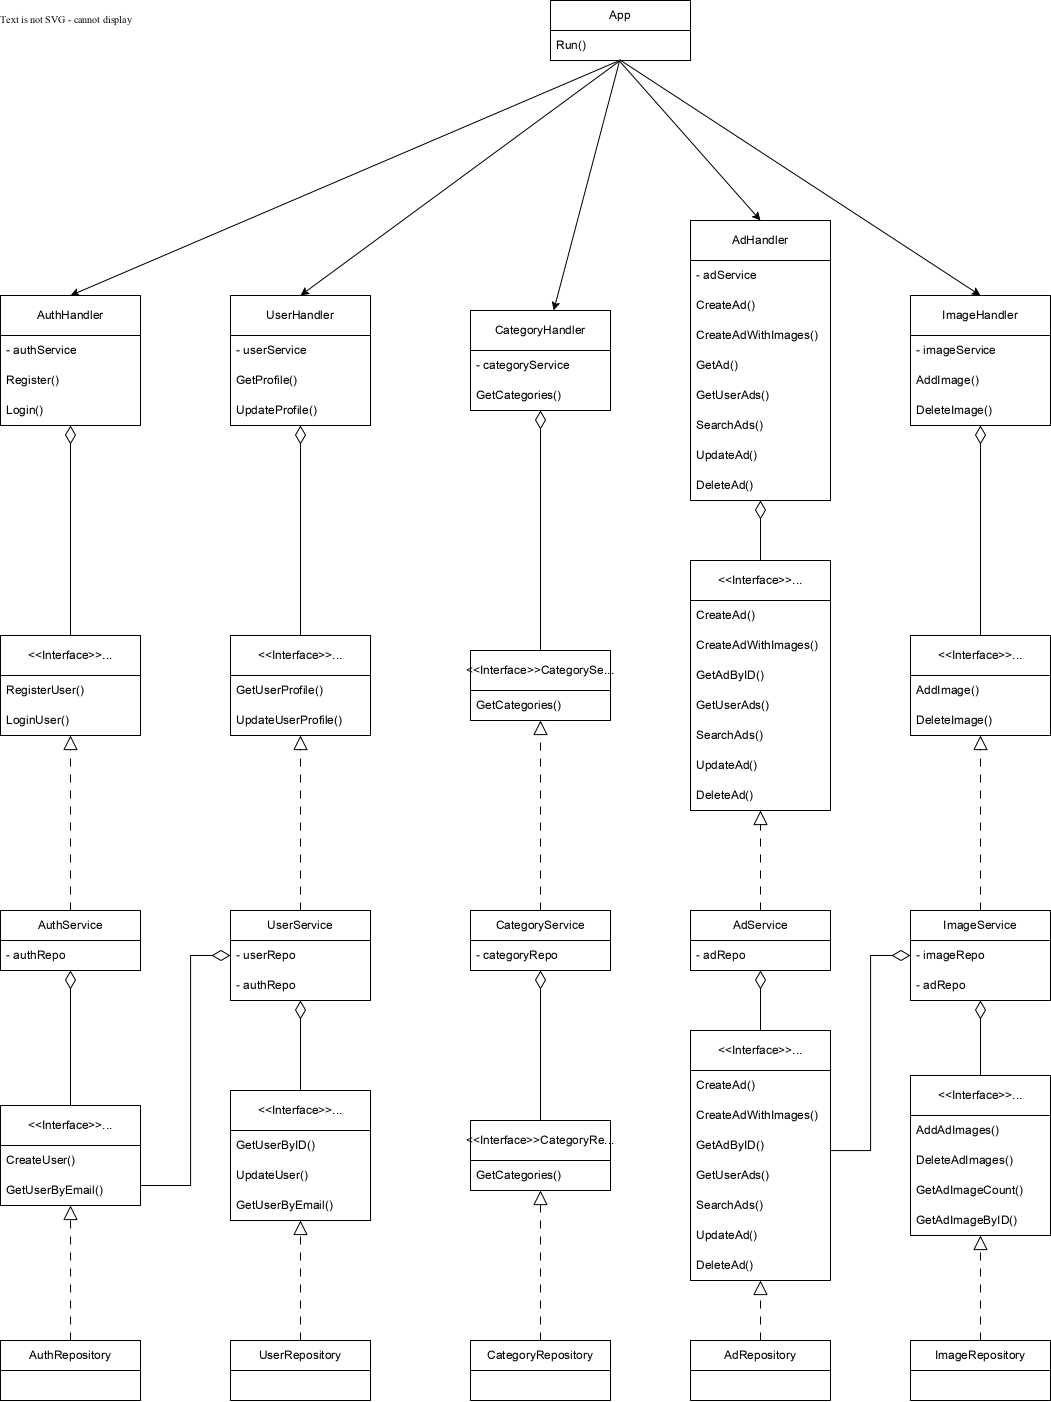 Text is not SVG - cannot display
App
Run()
AuthHandler
- authService
Register()
Login()
UserHandler
- userService
GetProfile()
UpdateProfile()
CategoryHandler
- categoryService
GetCategories()
AdHandler
- adService
CreateAd()
CreateAdWithImages()
GetAd()
GetUserAds()
SearchAds()
UpdateAd()
DeleteAd()
ImageHandler
- imageService
AddImage()
DeleteImage()
<<Interface>>...
RegisterUser()
LoginUser()
<<Interface>>...
GetUserProfile()
UpdateUserProfile()
<<Interface>>CategorySe...
GetCategories()
<<Interface>>...
CreateAd()
CreateAdWithImages()
GetAdByID()
GetUserAds()
SearchAds()
UpdateAd()
DeleteAd()
<<Interface>>...
AddImage()
DeleteImage()
AuthService
- authRepo
UserService
- userRepo
- authRepo
CategoryService
- categoryRepo
AdService
- adRepo
ImageService
- imageRepo
- adRepo
<<Interface>>...
CreateUser()
GetUserByEmail()
<<Interface>>...
GetUserByID()
UpdateUser()
GetUserByEmail()
<<Interface>>CategoryRe...
GetCategories()
<<Interface>>...
CreateAd()
CreateAdWithImages()
GetAdByID()
GetUserAds()
SearchAds()
UpdateAd()
DeleteAd()
<<Interface>>...
AddAdImages()
DeleteAdImages()
GetAdImageCount()
GetAdImageByID()
AuthRepository
UserRepository
CategoryRepository
AdRepository
ImageRepository